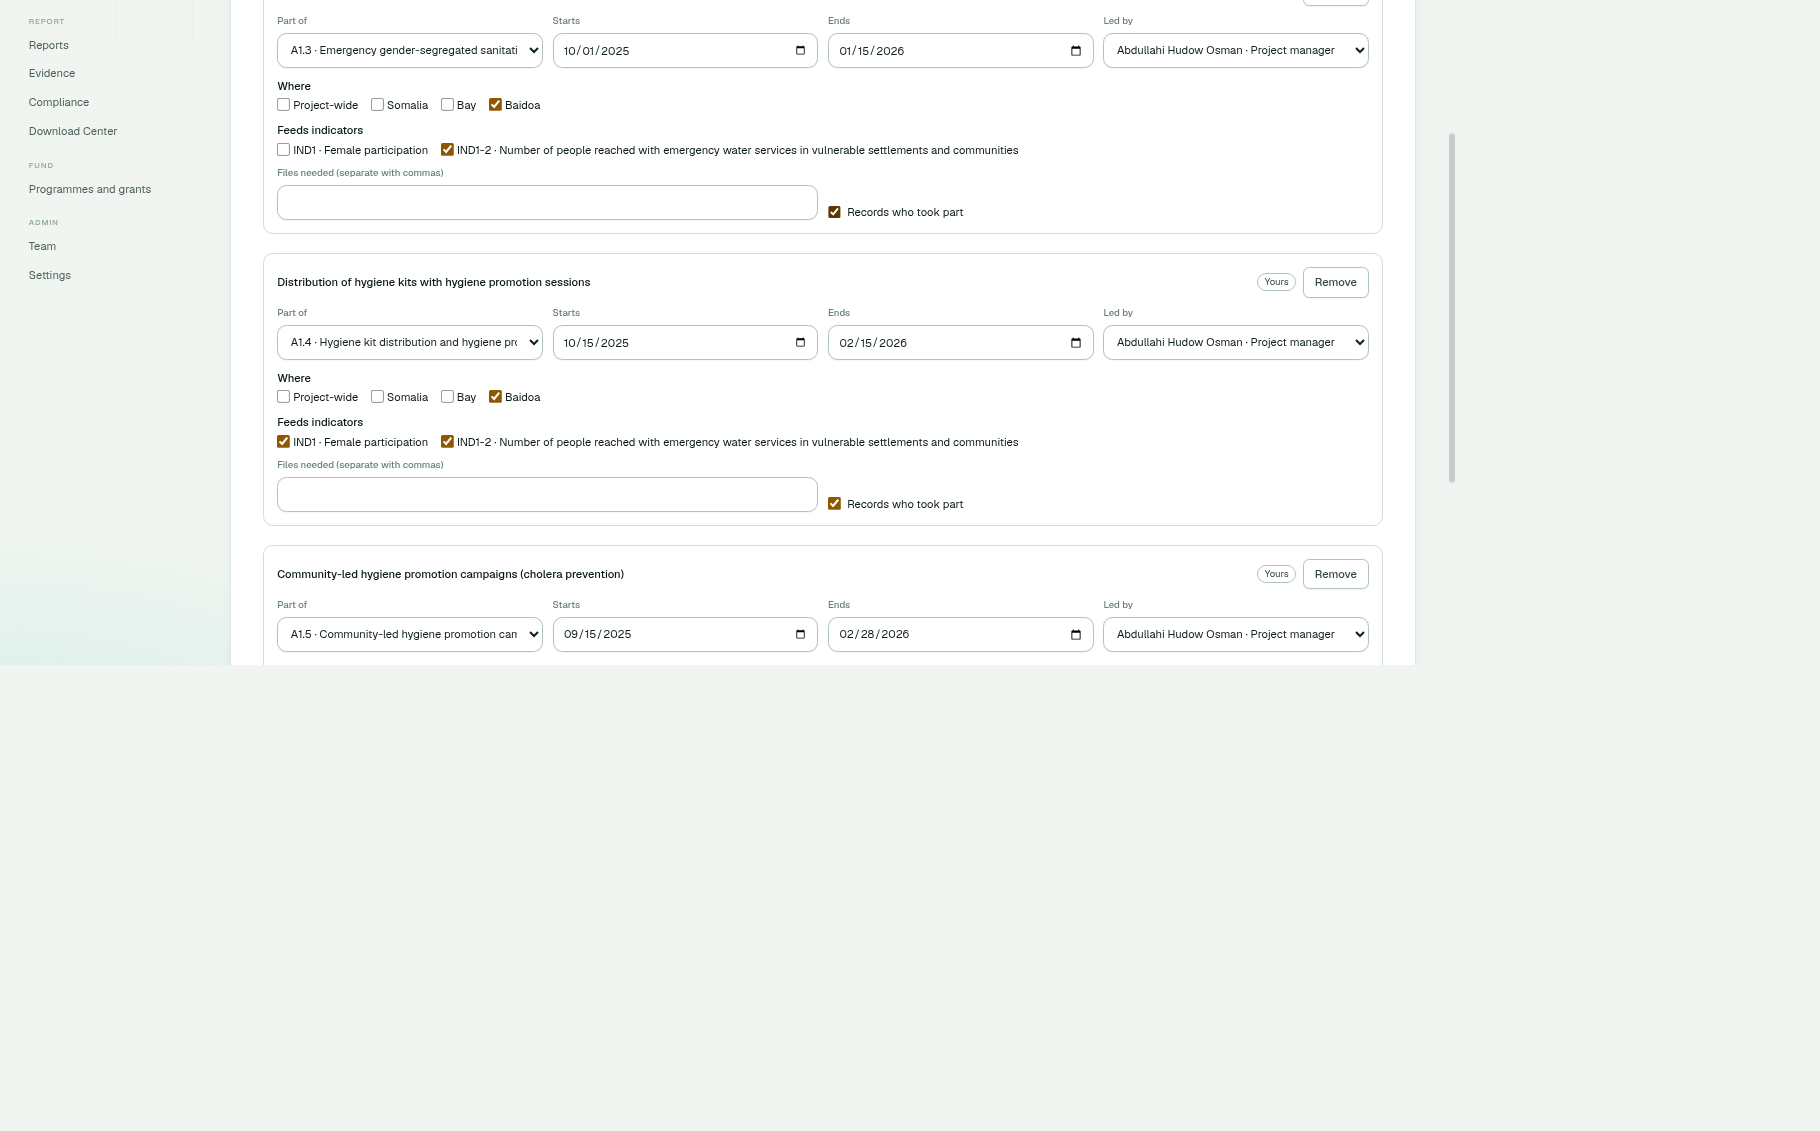 REPORT
Reports
Evidence
Compliance
Download Center
FUND
Programmes and grants
ADMIN
Team
Settings
Part of
Starts
Ends
Led by
A1.3 · Emergency gender-segregated sanitati
10/01/2025
01/15/2026
Abdullahi Hudow Osman · Project manager
Where
Project-wide Somalia Bay Baidoa
Feeds indicators
IND1 · Female participation IND1-2 · Number of people reached with emergency water services in vulnerable settlements and communities
Files needed (separate with commas)
Records who took part
Distribution of hygiene kits with hygiene promotion sessions
Yours
Remove
Part of
Starts
Ends
Led by
A1.4 · Hygiene kit distribution and hygiene pro
10/15/2025
02/15/2026
Abdullahi Hudow Osman · Project manager
Where
Project-wide Somalia Bay Baidoa
Feeds indicators
IND1 · Female participation IND1-2 · Number of people reached with emergency water services in vulnerable settlements and communities
Files needed (separate with commas)
Records who took part
Community-led hygiene promotion campaigns (cholera prevention)
Yours
Remove
Part of
Starts
Ends
Led by
A1.5 · Community-led hygiene promotion cam
09/15/2025
02/28/2026
Abdullahi Hudow Osman · Project manager